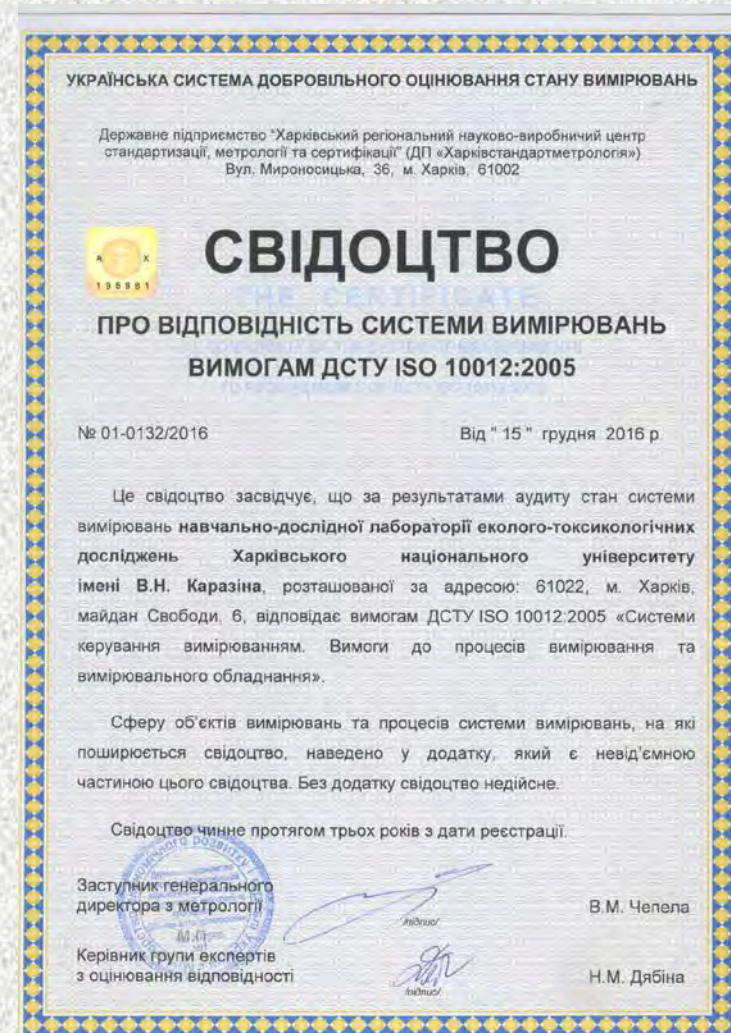 УКРАЇНСЬКА СИСТЕМА ДОБРОВІЛЬНОГО ОЦІНЮВАННЯ СТАНУ ВИМІРЮВАНЬ
Державне підприємство "Харківський регіональний науково-виробничий центр
стандартизації, метрології та сертифікації" (ДП «Харківстандартметрологія»)
Вул. Мироносицька, 36, м. Харків, 61002
А Х
195981
СВІДОЦТВО
THE CERTIFICATE
ПРО ВІДПОВІДНІСТЬ СИСТЕМИ ВИМІРЮВАНЬ
ВИМОГАМ ДСТУ ISO 10012:2005
№ 01-0132/2016 Від " 15 " грудня 2016 р
Це свідоцтво засвідчує, що за результатами аудиту стан системи
вимірювань навчально-дослідної лабораторії еколого-токсикологічних
досліджень Харківського національного університету
імені В.Н. Каразіна, розташованої за адресою: 61022, м. Харків,
майдан Свободи, 6, відповідає вимогам ДСТУ ISO 10012:2005 «Системи
керування вимірюванням. Вимоги до процесів вимірювання та
вимірювального обладнання».
Сферу об'єктів вимірювань та процесів системи вимірювань, на які
поширюється свідоцтво, наведено у додатку, який є невід'ємною
частиною цього свідоцтва. Без додатку свідоцтво недійсне.
Свідоцтво чинне протягом трьох років з дати реєстрації.
Заступник генерального
директора з метрології В.М. Чепела
/підпис/
М.П.
Керівник групи експертів
з оцінювання відповідності Н.М. Дябіна
/підпис/